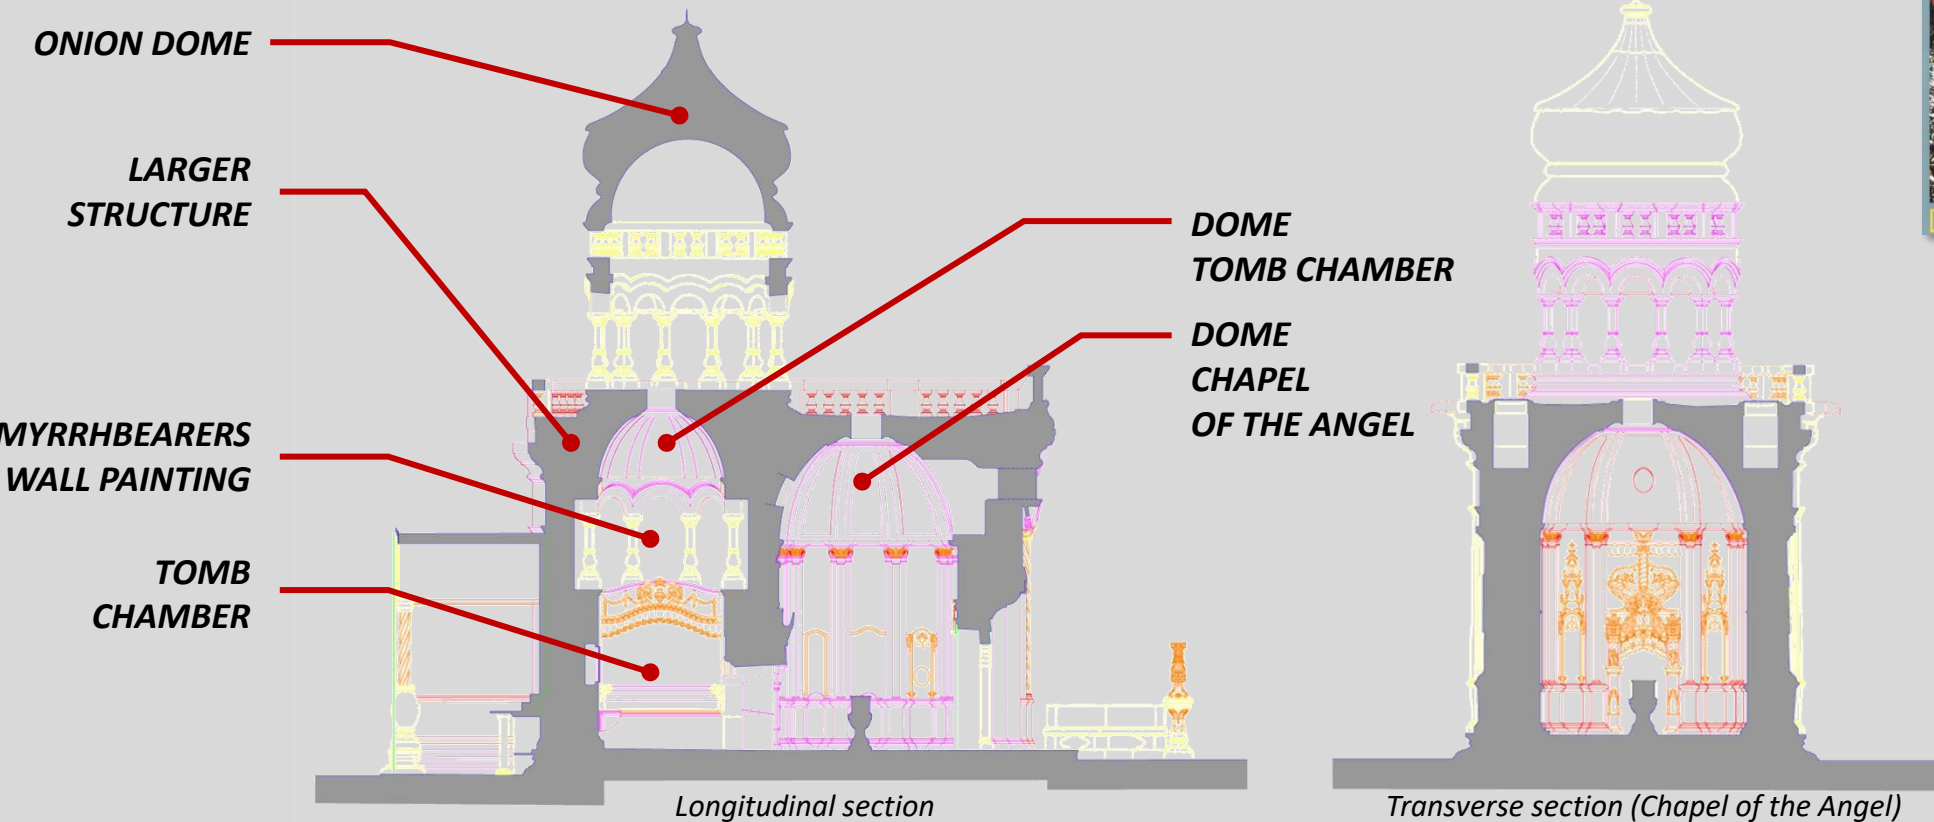 ONION DOME
LARGER
STRUCTURE
MYRRHBEARERS
WALL PAINTING
TOMB
CHAMBER
DOME
TOMB CHAMBER
DOME
CHAPEL
OF THE ANGEL
Longitudinal section
Transverse section (Chapel of the Angel)